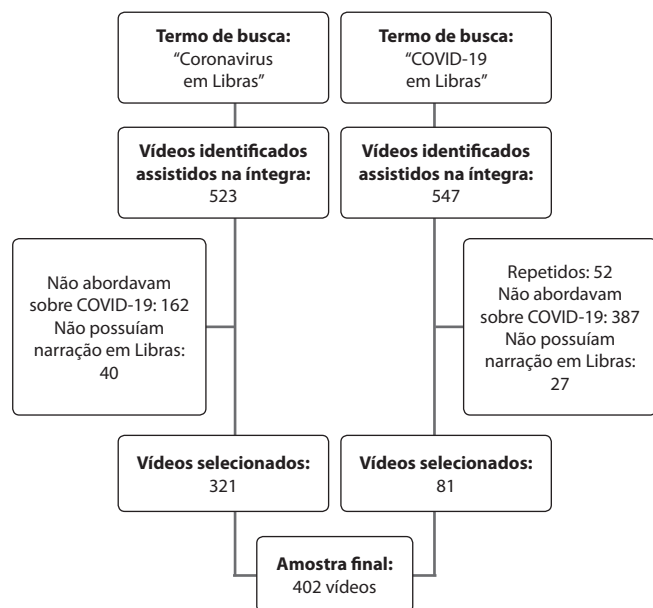 Termo de busca:
“Coronavirus
em Libras”
Termo de busca:
“COVID-19
em Libras”
Vídeos identificados
assistidos na íntegra:
523
Vídeos identificados
assistidos na íntegra:
547
Não abordavam
sobre COVID-19: 162
Não possuíam
narração em Libras:
40
Repetidos: 52
Não abordavam
sobre COVID-19: 387
Não possuíam
narração em Libras:
27
Vídeos selecionados:
321
Vídeos selecionados:
81
Amostra final:
402 vídeos